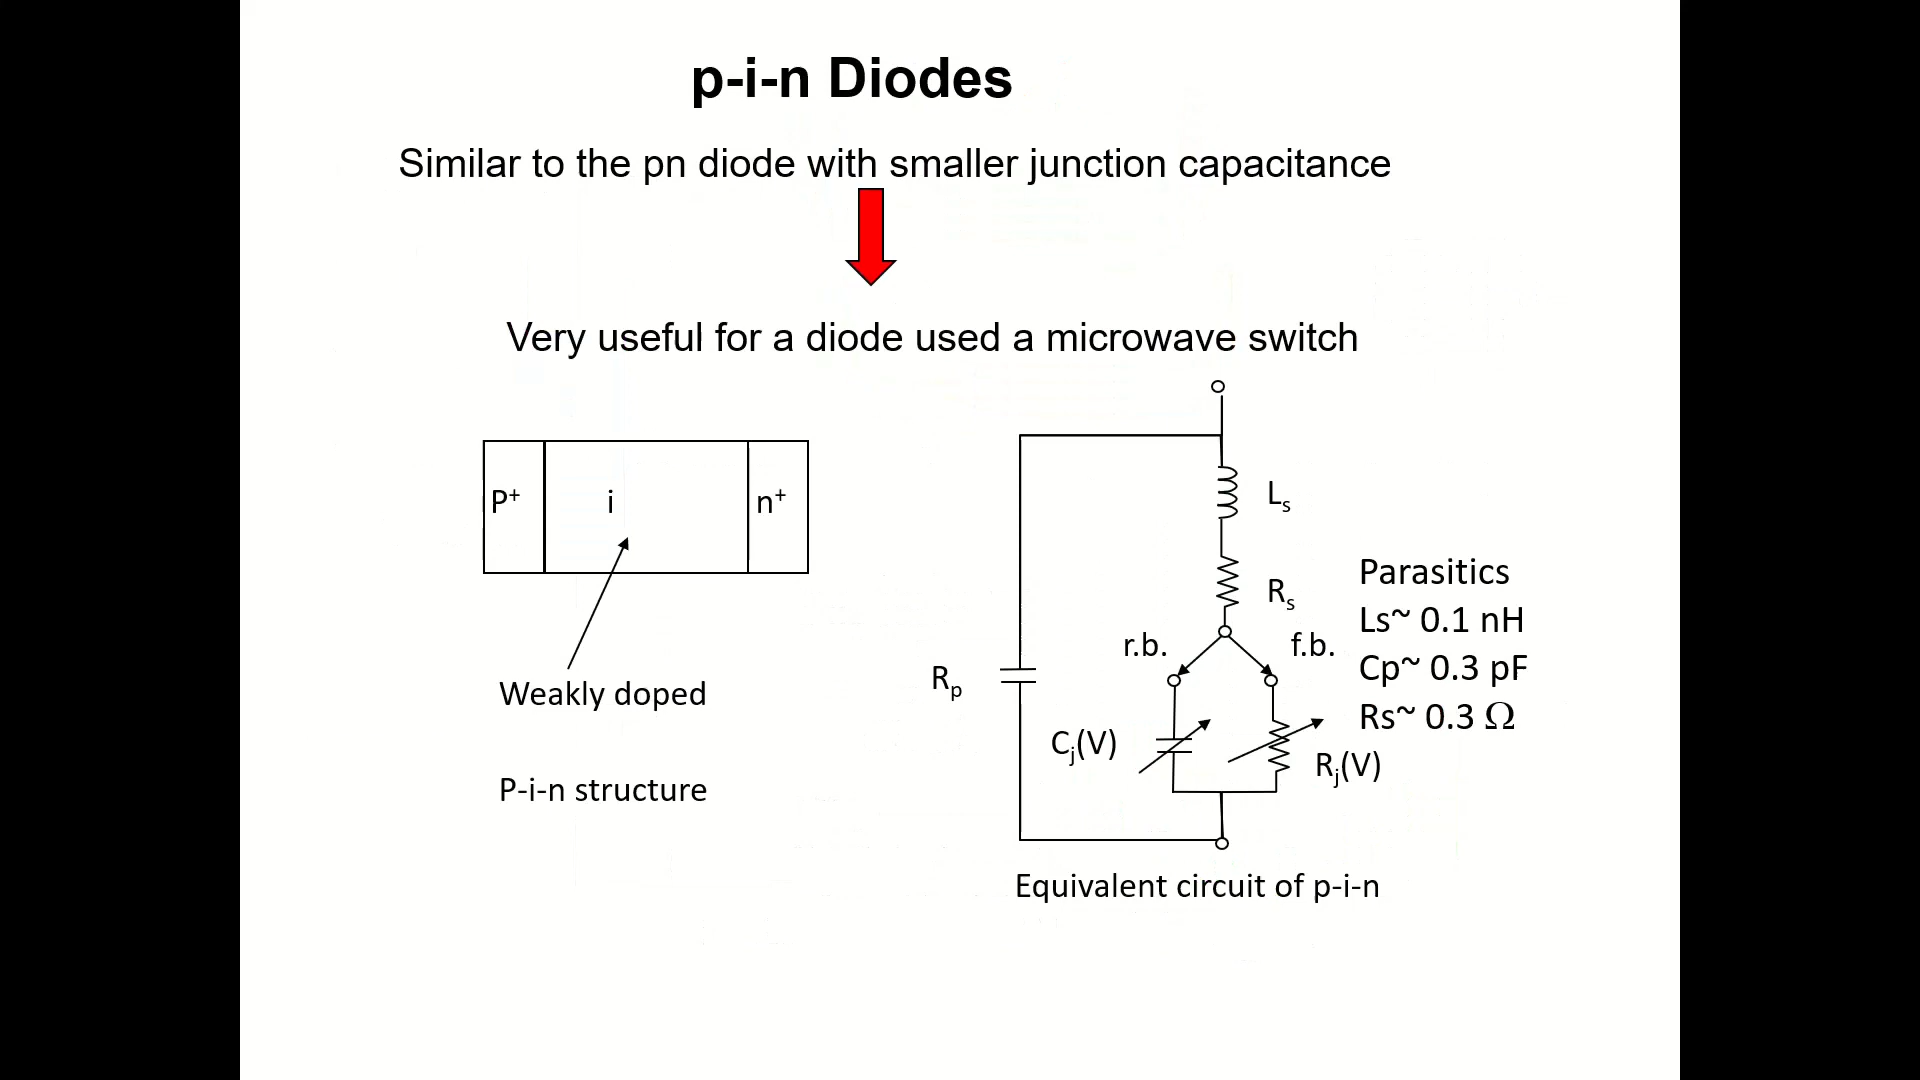 p-i-n Diodes
Similar to the pn diode with smaller junction capacitance
Very useful for a diode used a microwave switch
P+
i
n+
Weakly doped
P-i-n structure
Ls
Rs
r.b.
f.b.
Rp
Cj(V)
Rj(V)
Parasitics
Ls~ 0.1 nH
Cp~ 0.3 pF
Rs~ 0.3 Ω
Equivalent circuit of p-i-n